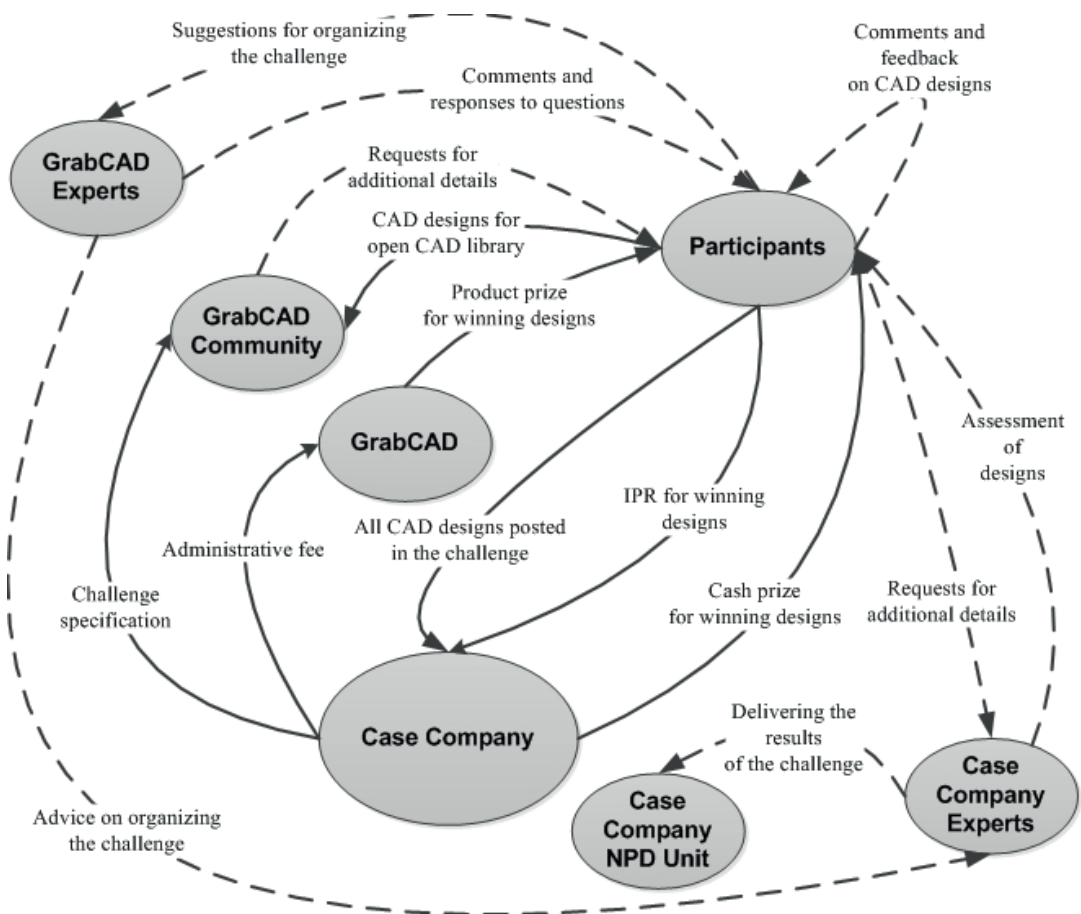 Suggestions for organizing
the challenge
Comments and
feedback
on CAD designs
Comments and
responses to questions
GrabCAD
Experts
Requests for
additional details
CAD designs for
open CAD library
Participants
Product prize
for winning designs
GrabCAD
Community
GrabCAD
Assessment
of
designs
IPR for winning
designs
All CAD designs posted
in the challenge
Administrative fee
Challenge
specification
Cash prize
for winning designs
Requests for
additional details
Case Company
Delivering the
results
of the challenge
Case
Company
Experts
Case
Company
NPD Unit
Advice on organizing
the challenge